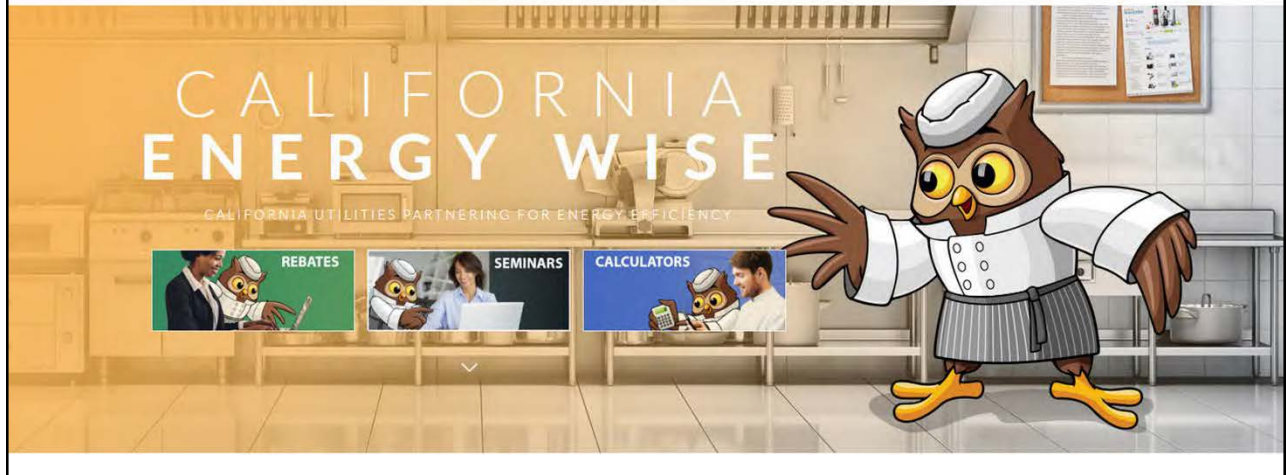 CALIFORNIA
ENERGY WISE
CALIFORNIA UTILITIES PARTNERING FOR ENERGY EFFICIENCY
REBATES
SEMINARS
CALCULATORS